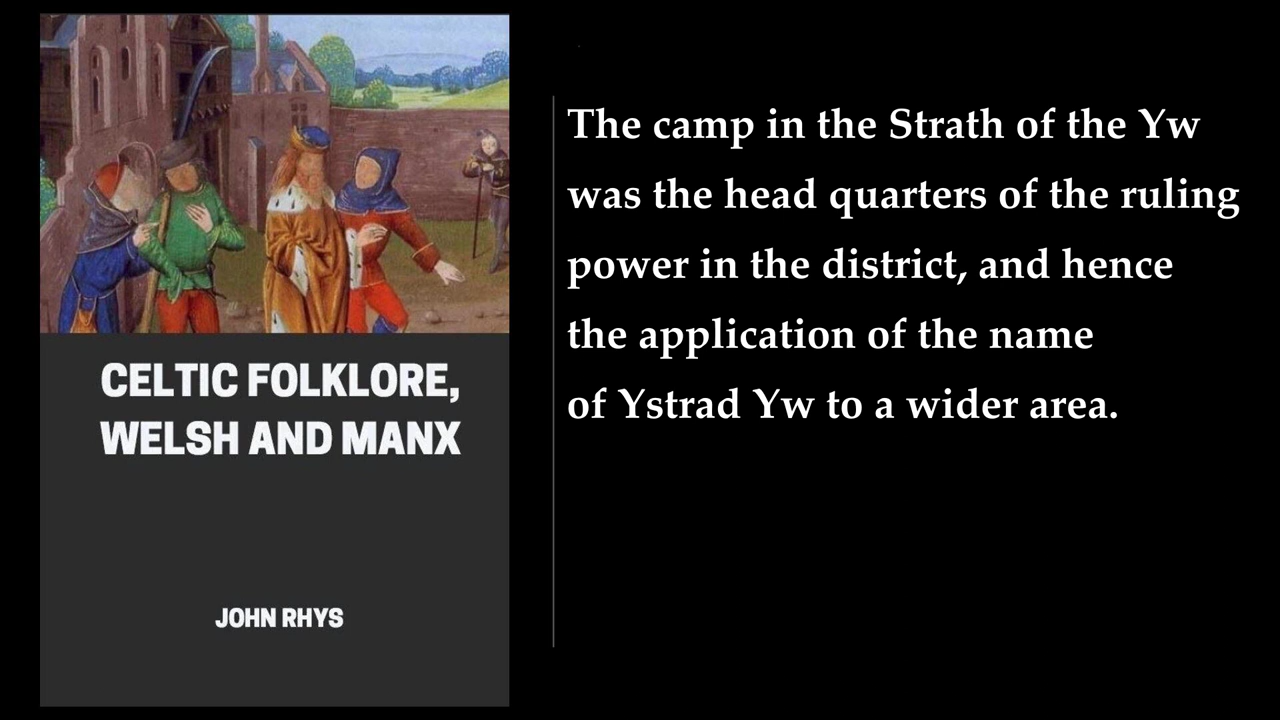 CELTIC FOLKLORE,
WELSH AND MANX
JOHN RHYS
The camp in the Strath of the Yw
was the head quarters of the ruling
power in the district, and hence
the application of the name
of Ystrad Yw to a wider area.